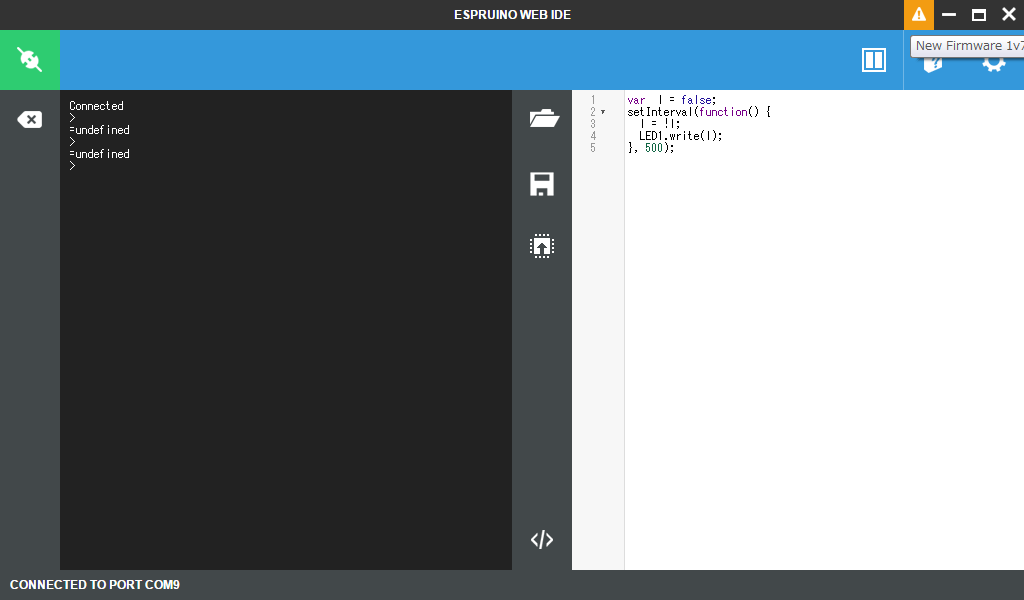 ESPRUINO WEB IDE
New Firmware 1v7
Connected
>
=undefined
>
=undefined
>
1 var l = false;
2 setInterval(function() {
3 l = !l;
4 LED1.write(l);
5 }, 500);
CONNECTED TO PORT COM9